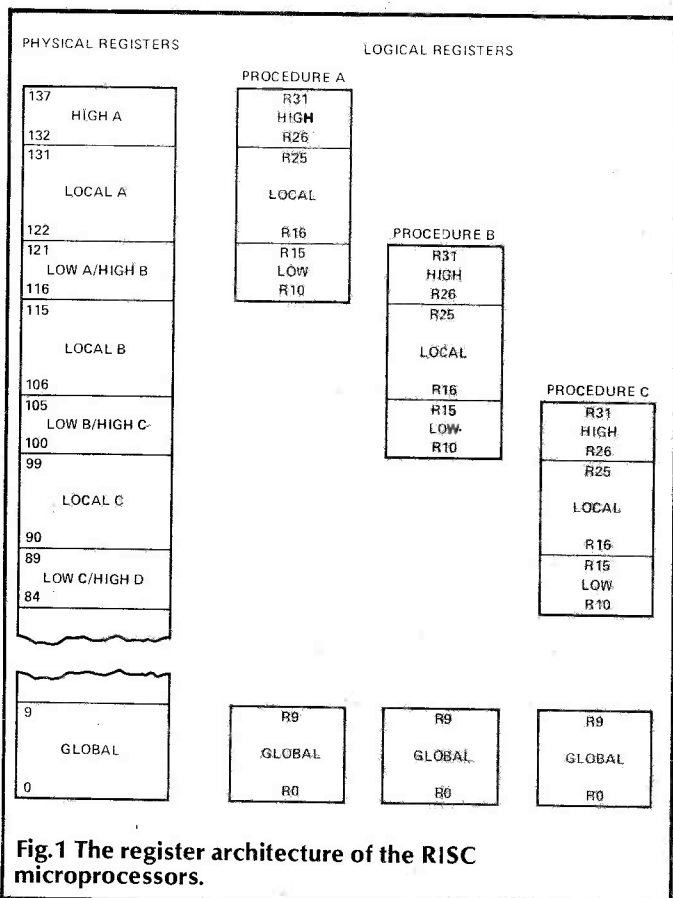 PHYSICAL REGISTERS
LOGICAL REGISTERS
137
HIGH A
132
131
LOCAL A
122
121
LOW A/HIGH B
116
115
LOCAL B
106
105
LOW B/HIGH C
100
99
LOCAL C
90
89
LOW C/HIGH D
84
9
GLOBAL
0
PROCEDURE A
R31
HIGH
R26
R25
LOCAL
R16
R15
LOW
R10
R9
GLOBAL
R0
PROCEDURE B
R31
HIGH
R26
R25
LOCAL
R16
R15
LOW
R10
R9
GLOBAL
R0
PROCEDURE C
R31
HIGH
R26
R25
LOCAL
R16
R15
LOW
R10
R9
GLOBAL
R0
Fig.1 The register architecture of the RISC
microprocessors.